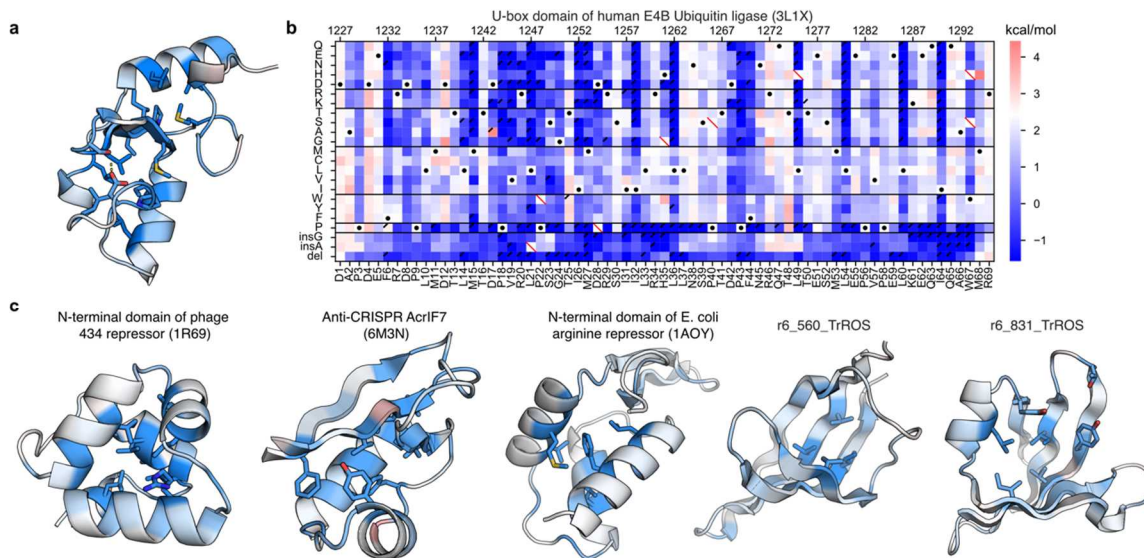 a
b
U-box domain of human E4B Ubiquitin ligase (3L1X)
1227 1232 1237 1242 1247 1252 1257 1262 1267 1272 1277 1282 1287 1292
kcal/mol
Q
E
N
H
D
R
K
T
S
A
G
M
C
L
V
I
W
Y
F
P
insG
insA
del
4
3
2
1
0
−1
D1 A2 P3 D4 E5 F6 R7 D8 P9 L10 M11 D12 T13 L14 M15 T16 D17 P18 V19 R20 L21 P22 S23 G24 T25 I26 M27 D28 R29 S30 I31 I32 L33 R34 H35 L36 L37 N38 S39 P40 T41 D42 P43 F44 N45 R46 Q47 T48 L49 T50 E51 S52 M53 L54 E55 P56 V57 P58 E59 L60 K61 E62 Q63 I64 Q65 A66 W67 M68 R69
c
N-terminal domain of phage
434 repressor (1R69)
Anti-CRISPR AcrIF7
(6M3N)
N-terminal domain of E. coli
arginine repressor (1AOY)
r6_560_TrROS
r6_831_TrROS